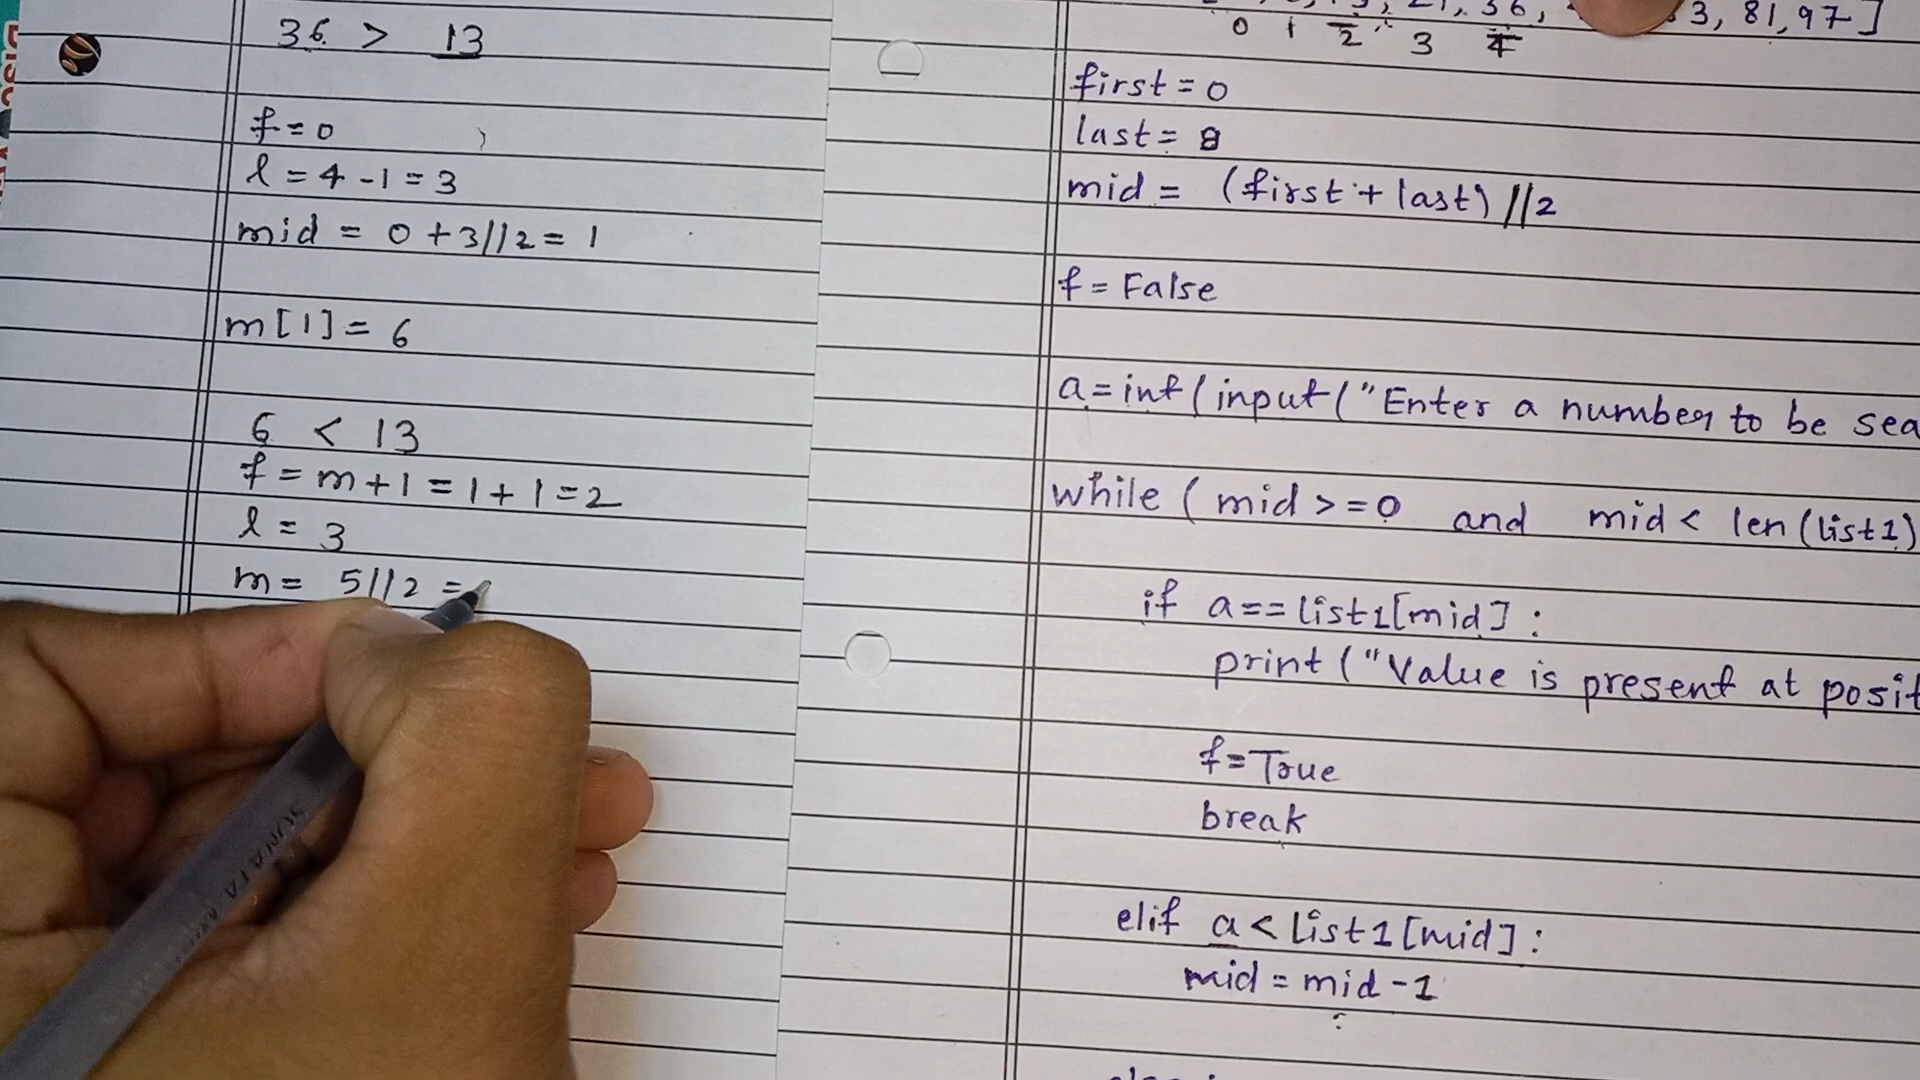 36 > 13
f = 0
l = 4 - 1 = 3
mid = 0 + 3//2 = 1
m[1] = 6
6 < 13
f = m + 1 = 1 + 1 = 2
l = 3
m = 5//2 =
21, 36, 3, 81, 97]
0 1 2 3 4
first = 0
last = 8
mid = (first + last)//2
f = False
a = int(input("Enter a number to be sea
while (mid >= 0 and mid < len(list1)
if a == list1[mid]:
print("Value is present at posit
f = True
break
elif a < list1[mid]:
mid = mid - 1